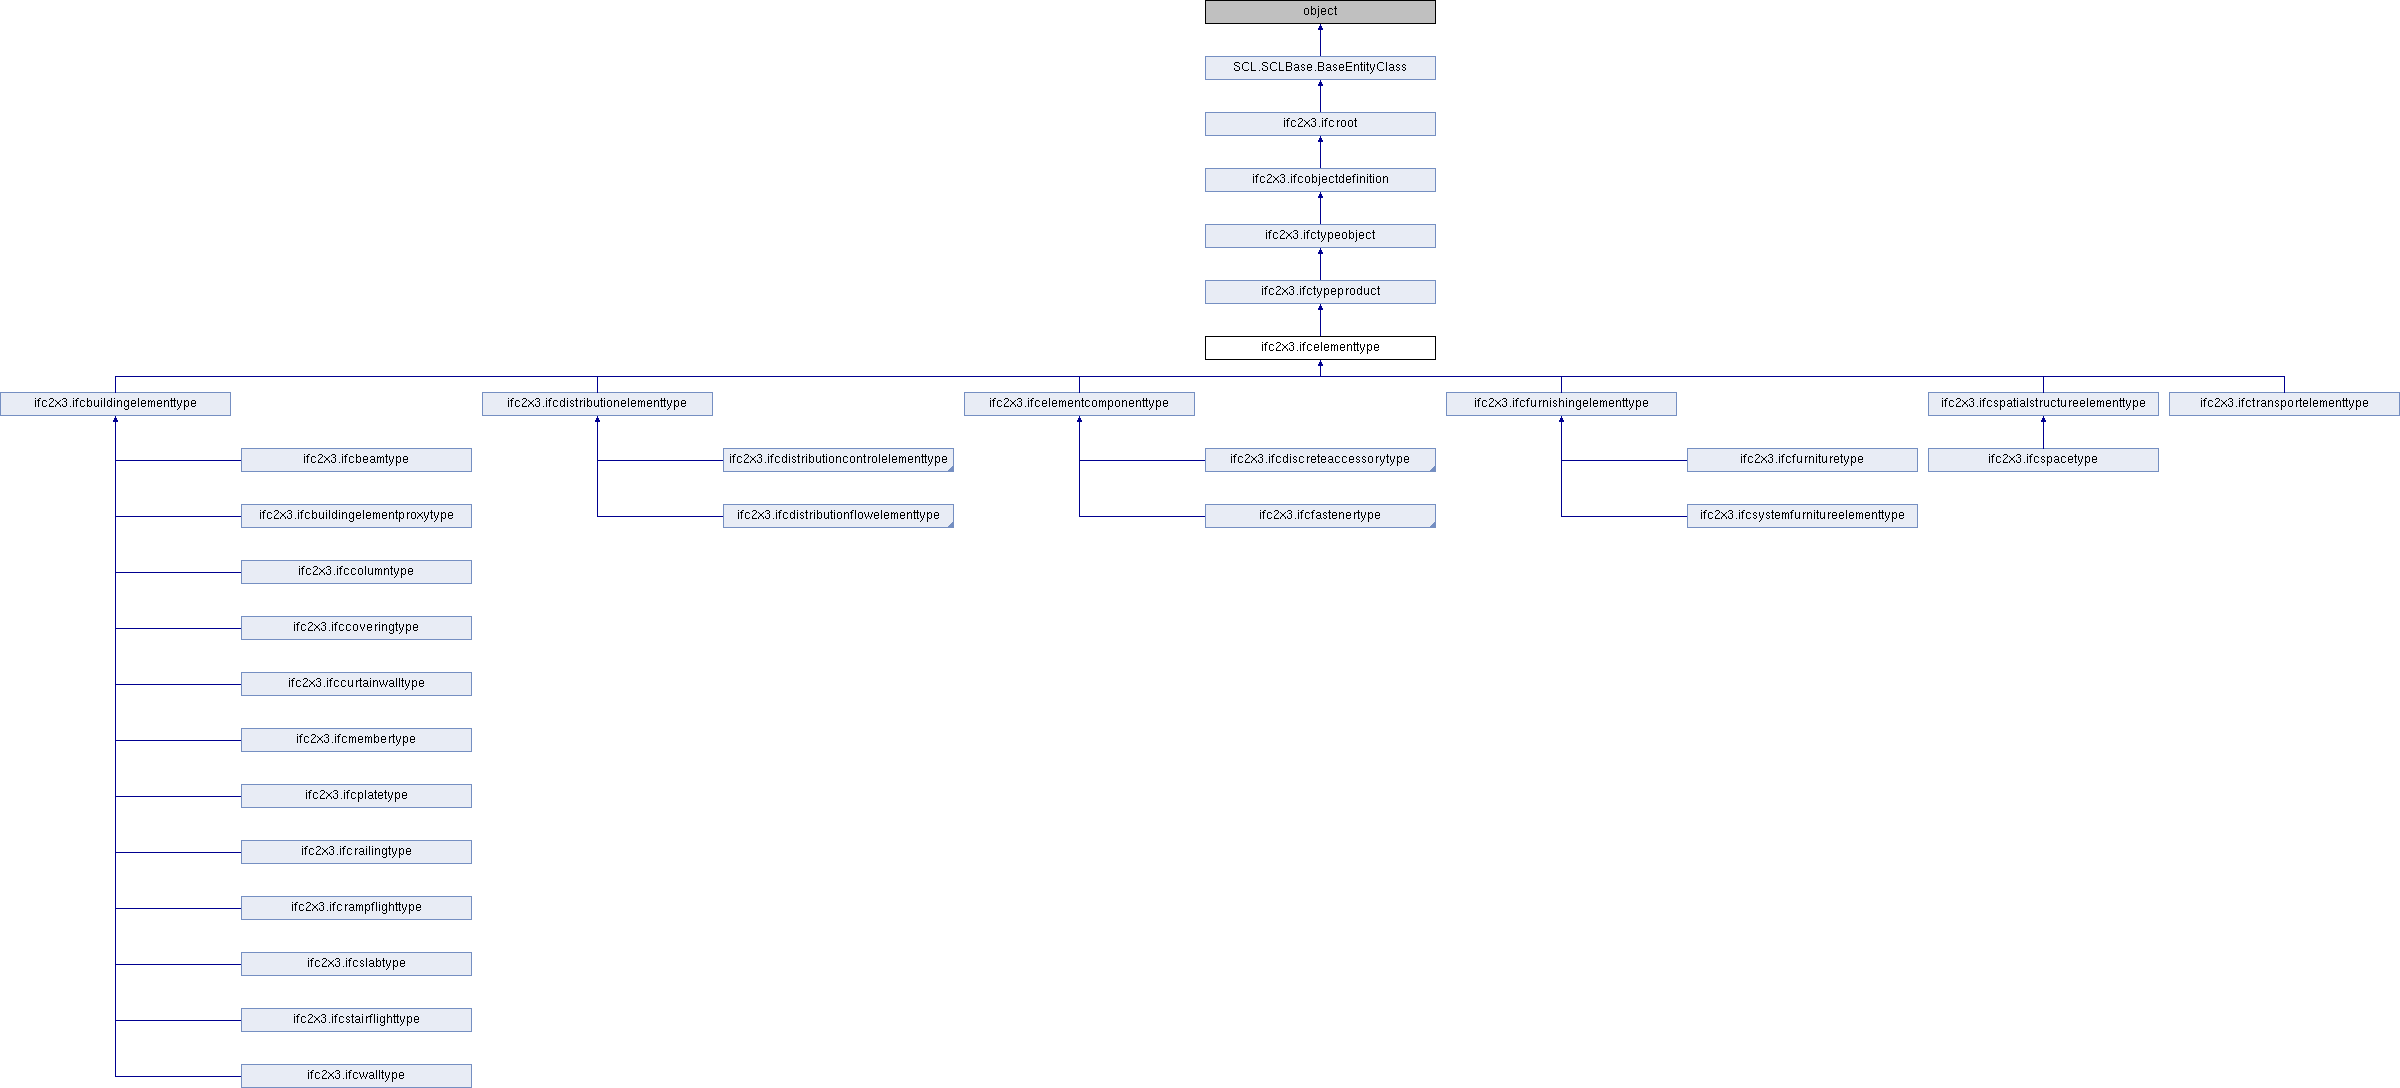 object
SCL.SCLBase.BaseEntityClass
ifc2x3.ifcroot
ifc2x3.ifcobjectdefinition
ifc2x3.ifctypeobject
ifc2x3.ifctypeproduct
ifc2x3.ifcelementtype
ifc2x3.ifcbuildingelementtype
ifc2x3.ifcdistributionelementtype
ifc2x3.ifcelementcomponenttype
ifc2x3.ifcfurnishingelementtype
ifc2x3.ifcspatialstructureelementtype
ifc2x3.ifctransportelementtype
ifc2x3.ifcbeamtype
ifc2x3.ifcdistributioncontrolelementtype
ifc2x3.ifcdiscreteaccessorytype
ifc2x3.ifcfurnituretype
ifc2x3.ifcspacetype
ifc2x3.ifcbuildingelementproxytype
ifc2x3.ifcdistributionflowelementtype
ifc2x3.ifcfastenertype
ifc2x3.ifcsystemfurnitureelementtype
ifc2x3.ifccolumntype
ifc2x3.ifccoveringtype
ifc2x3.ifccurtainwalltype
ifc2x3.ifcmembertype
ifc2x3.ifcplatetype
ifc2x3.ifcrailingtype
ifc2x3.ifcrampflighttype
ifc2x3.ifcslabtype
ifc2x3.ifcstairflighttype
ifc2x3.ifcwalltype